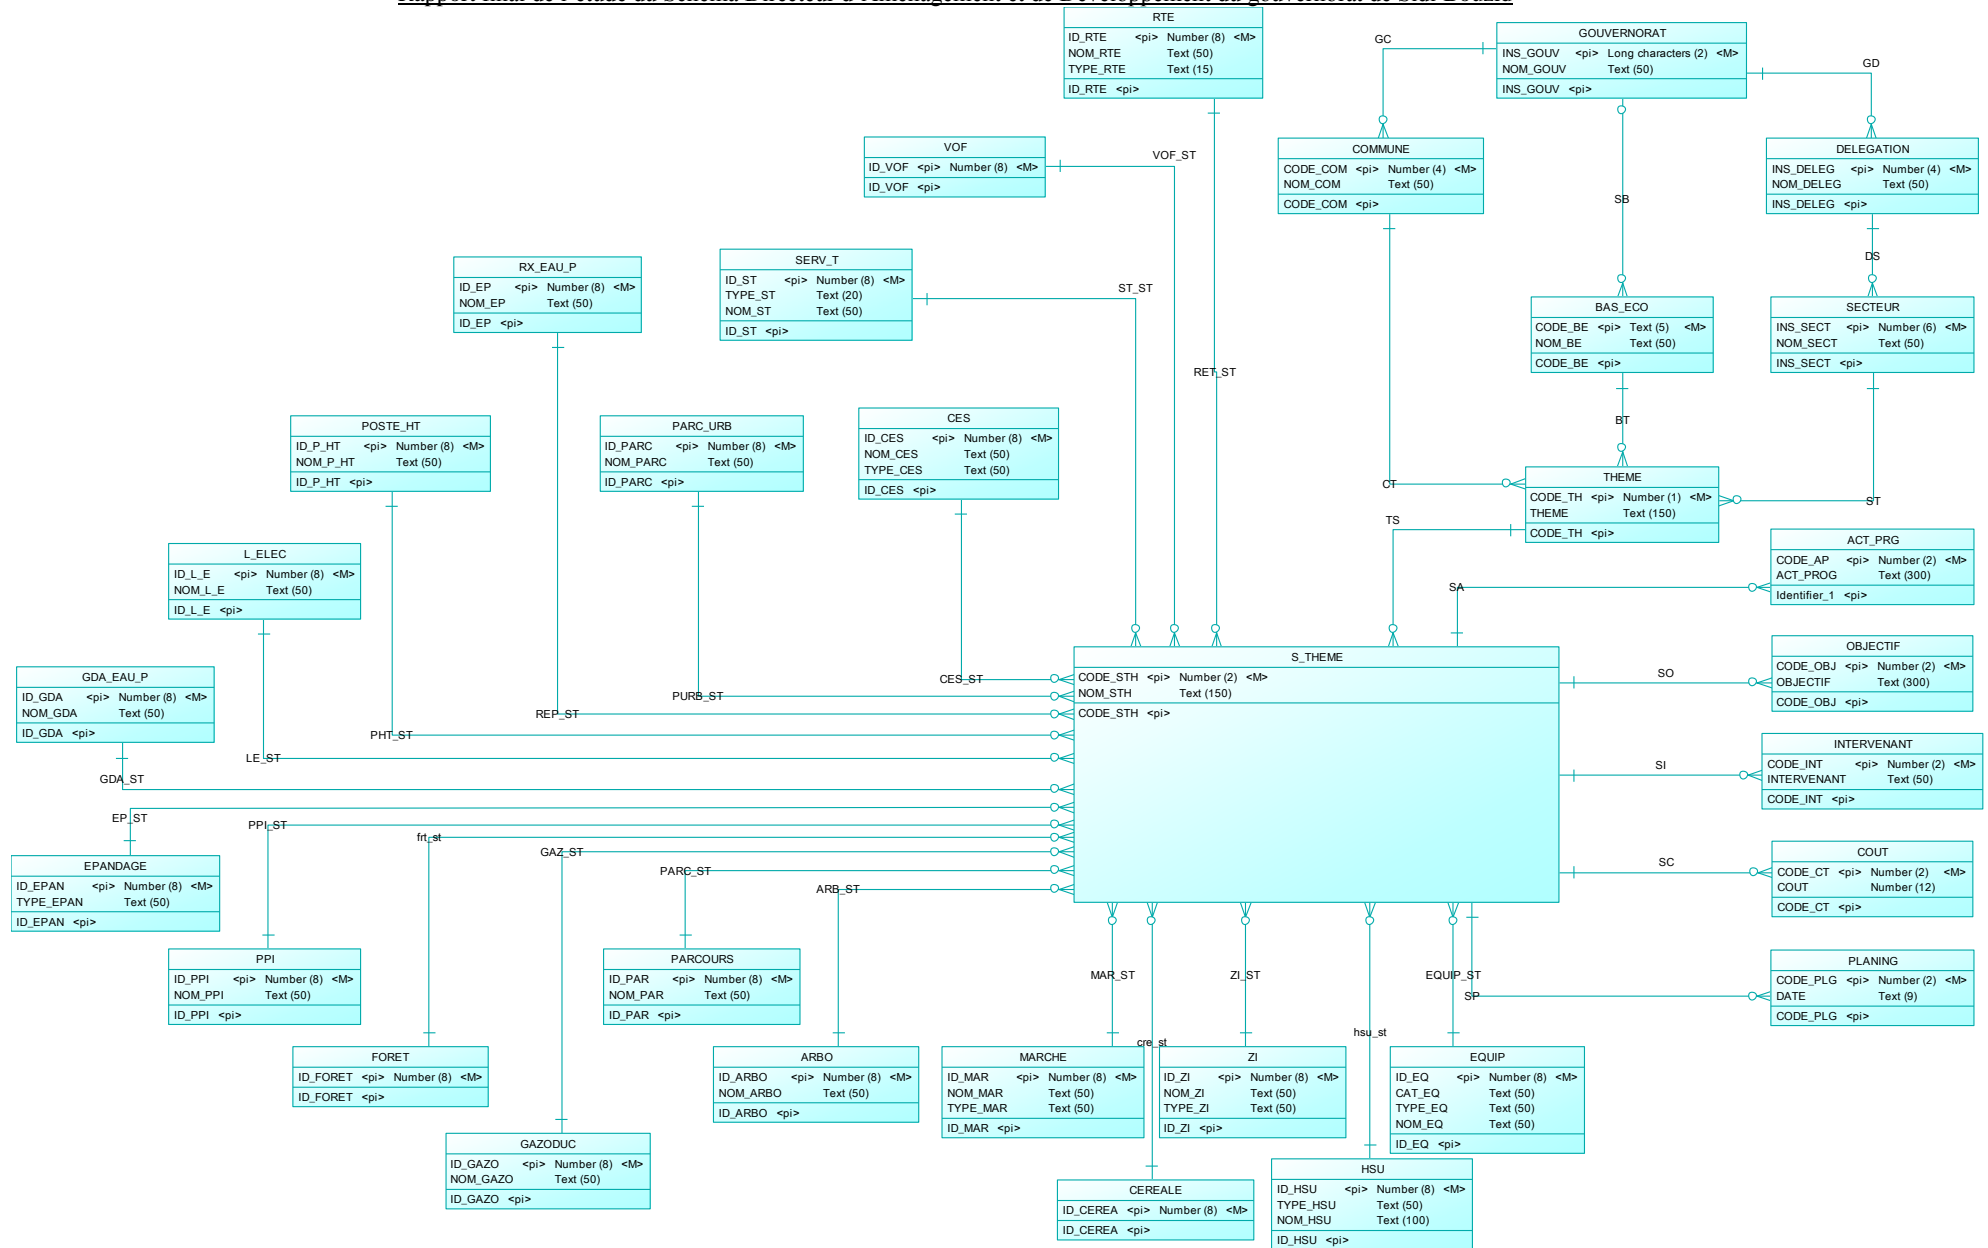 Rapport final de l'étude du Schéma Directeur d'Aménagement et de Développement du gouvernorat de Sidi Bouzid
RTE
ID_RTE <pi> Number (8) <M>
NOM_RTE Text (50)
TYPE_RTE Text (15)
ID_RTE <pi>
GC
GOUVERNORAT
INS_GOUV <pi> Long characters (2) <M>
NOM_GOUV Text (50)
INS_GOUV <pi>
GD
VOF
ID_VOF <pi> Number (8) <M>
ID_VOF <pi>
VOF_ST
COMMUNE
CODE_COM <pi> Number (4) <M>
NOM_COM Text (50)
CODE_COM <pi>
SB
DELEGATION
INS_DELEG <pi> Number (4) <M>
NOM_DELEG Text (50)
INS_DELEG <pi>
DS
RX_EAU_P
ID_EP <pi> Number (8) <M>
NOM_EP Text (50)
ID_EP <pi>
SERV_T
ID_ST <pi> Number (8) <M>
TYPE_ST Text (20)
NOM_ST Text (50)
ID_ST <pi>
ST_ST
BAS_ECO
CODE_BE <pi> Text (5) <M>
NOM_BE Text (50)
CODE_BE <pi>
SECTEUR
INS_SECT <pi> Number (6) <M>
NOM_SECT Text (50)
INS_SECT <pi>
RET_ST
BT
POSTE_HT
ID_P_HT <pi> Number (8) <M>
NOM_P_HT Text (50)
ID_P_HT <pi>
PARC_URB
ID_PARC <pi> Number (8) <M>
NOM_PARC Text (50)
ID_PARC <pi>
CES
ID_CES <pi> Number (8) <M>
NOM_CES Text (50)
TYPE_CES Text (50)
ID_CES <pi>
CT
THEME
CODE_TH <pi> Number (1) <M>
THEME Text (150)
CODE_TH <pi>
ST
TS
L_ELEC
ID_L_E <pi> Number (8) <M>
NOM_L_E Text (50)
ID_L_E <pi>
SA
ACT_PRG
CODE_AP <pi> Number (2) <M>
ACT_PROG Text (300)
Identifier_1 <pi>
GDA_EAU_P
ID_GDA <pi> Number (8) <M>
NOM_GDA Text (50)
ID_GDA <pi>
S_THEME
CODE_STH <pi> Number (2) <M>
NOM_STH Text (150)
CODE_STH <pi>
SO
OBJECTIF
CODE_OBJ <pi> Number (2) <M>
OBJECTIF Text (300)
CODE_OBJ <pi>
CES_ST
PURB_ST
REP_ST
PHT_ST
LE_ST
GDA_ST
SI
INTERVENANT
CODE_INT <pi> Number (2) <M>
INTERVENANT Text (50)
CODE_INT <pi>
EP_ST
PPI_ST
frt_st
GAZ_ST
PARC_ST
ARB_ST
SC
COUT
CODE_CT <pi> Number (2) <M>
COUT Number (12)
CODE_CT <pi>
EPANDAGE
ID_EPAN <pi> Number (8) <M>
TYPE_EPAN Text (50)
ID_EPAN <pi>
PPI
ID_PPI <pi> Number (8) <M>
NOM_PPI Text (50)
ID_PPI <pi>
PARCOURS
ID_PAR <pi> Number (8) <M>
NOM_PAR Text (50)
ID_PAR <pi>
MAR_ST
ZI_ST
EQUIP_ST
SP
PLANING
CODE_PLG <pi> Number (2) <M>
DATE Text (9)
CODE_PLG <pi>
cre_st
hsu_st
FORET
ID_FORET <pi> Number (8) <M>
ID_FORET <pi>
ARBO
ID_ARBO <pi> Number (8) <M>
NOM_ARBO Text (50)
ID_ARBO <pi>
MARCHE
ID_MAR <pi> Number (8) <M>
NOM_MAR Text (50)
TYPE_MAR Text (50)
ID_MAR <pi>
ZI
ID_ZI <pi> Number (8) <M>
NOM_ZI Text (50)
TYPE_ZI Text (50)
ID_ZI <pi>
EQUIP
ID_EQ <pi> Number (8) <M>
CAT_EQ Text (50)
TYPE_EQ Text (50)
NOM_EQ Text (50)
ID_EQ <pi>
GAZODUC
ID_GAZO <pi> Number (8) <M>
NOM_GAZO Text (50)
ID_GAZO <pi>
CEREALE
ID_CEREA <pi> Number (8) <M>
ID_CEREA <pi>
HSU
ID_HSU <pi> Number (8) <M>
TYPE_HSU Text (50)
NOM_HSU Text (100)
ID_HSU <pi>